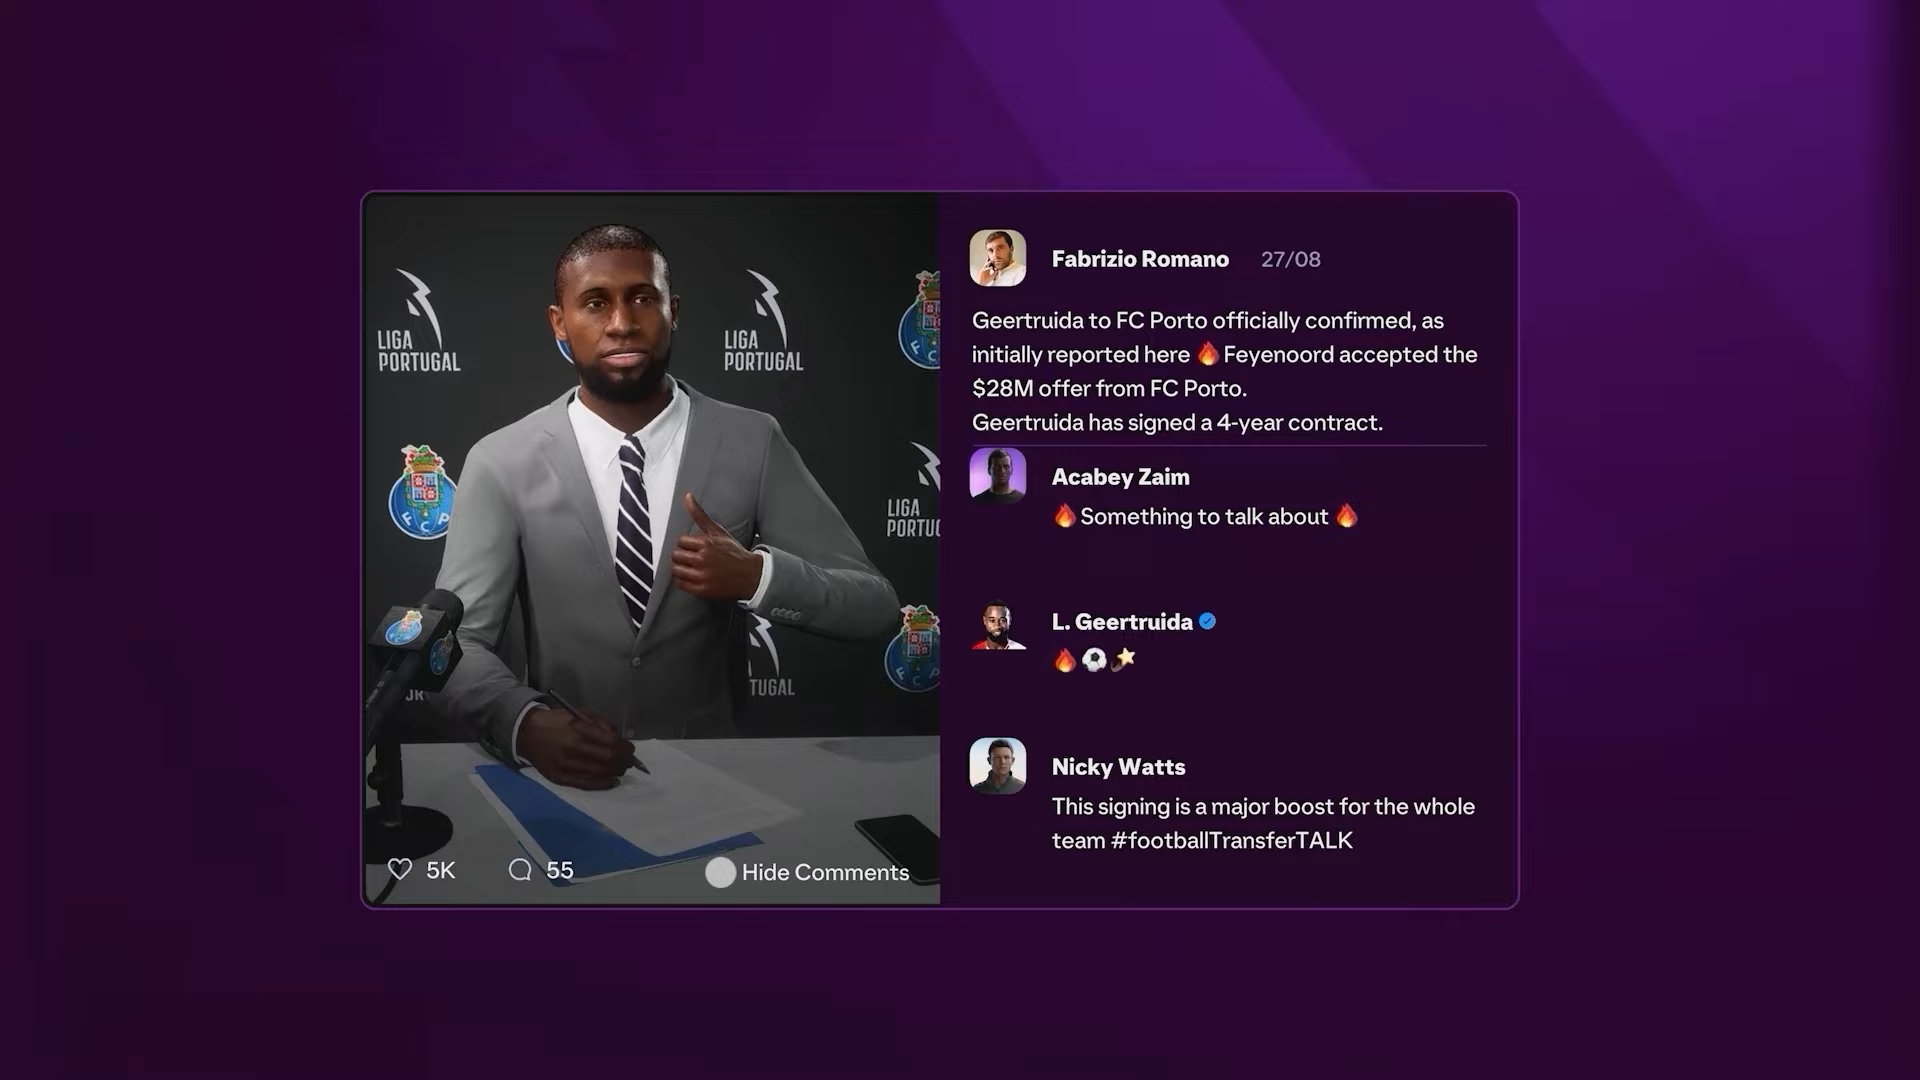 LIGA
PORTUGAL
LIGA
PORTUGAL
FCP
LIGA
PORTU
TUGAL
5K
55
Hide Comments
Fabrizio Romano 27/08
Geertruida to FC Porto officially confirmed, as
initially reported here 🔥 Feyenoord accepted the
$28M offer from FC Porto.
Geertruida has signed a 4-year contract.
Acabey Zaim
🔥 Something to talk about 🔥
L. Geertruida
🔥⚽🌠
Nicky Watts
This signing is a major boost for the whole
team #footballTransferTALK